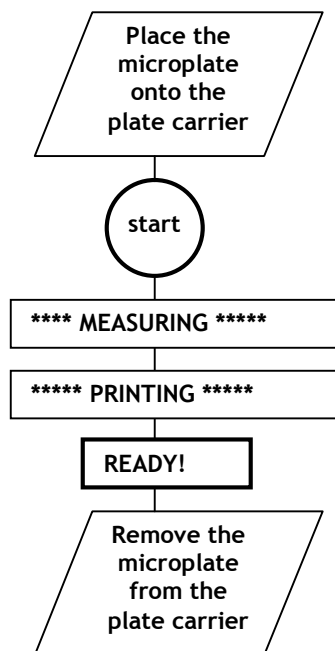 Place the
microplate
onto the
plate carrier
start
**** MEASURING *****
***** PRINTING *****
READY!
Remove the
microplate
from the
plate carrier